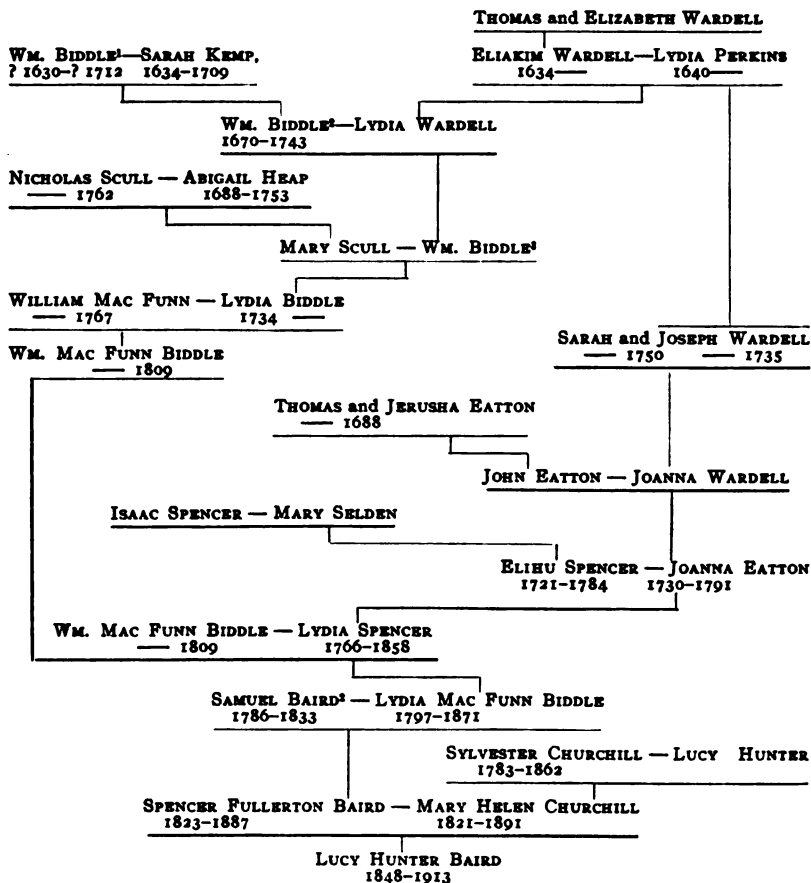 THOMAS and ELIZABETH WARDELL
WM. BIDDLE¹—SARAH KEMP,
? 1630–? 1712 1634–1709
ELIAKIM WARDELL—LYDIA PERKINS
1634— 1640—
WM. BIDDLE²—LYDIA WARDELL
1670–1743
NICHOLAS SCULL — ABIGAIL HEAP
— 1762 1688–1753
MARY SCULL — WM. BIDDLE³
WILLIAM MAC FUNN — LYDIA BIDDLE
— 1767 1734 —
SARAH and JOSEPH WARDELL
— 1750 — 1735
WM. MAC FUNN BIDDLE
— 1809
THOMAS and JERUSHA EATTON
— 1688
JOHN EATTON — JOANNA WARDELL
ISAAC SPENCER — MARY SELDEN
ELIHU SPENCER — JOANNA EATTON
1721–1784 1730–1791
WM. MAC FUNN BIDDLE — LYDIA SPENCER
— 1809 1766–1858
SAMUEL BAIRD² — LYDIA MAC FUNN BIDDLE
1786–1833 1797–1871
SYLVESTER CHURCHILL — LUCY HUNTER
1783–1862
SPENCER FULLERTON BAIRD — MARY HELEN CHURCHILL
1823–1887 1821–1891
LUCY HUNTER BAIRD
1848–1913